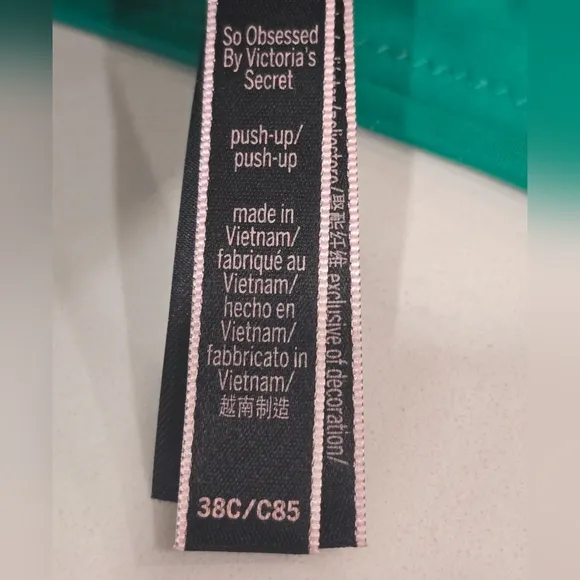 So Obsessed
By Victoria's
Secret
push-up/
push-up
made in
Vietnam/
fabriqué au
Vietnam/
hecho en
Vietnam/
fabbricato in
Vietnam/
越南制造
38C/C85
exclusive of decoration/